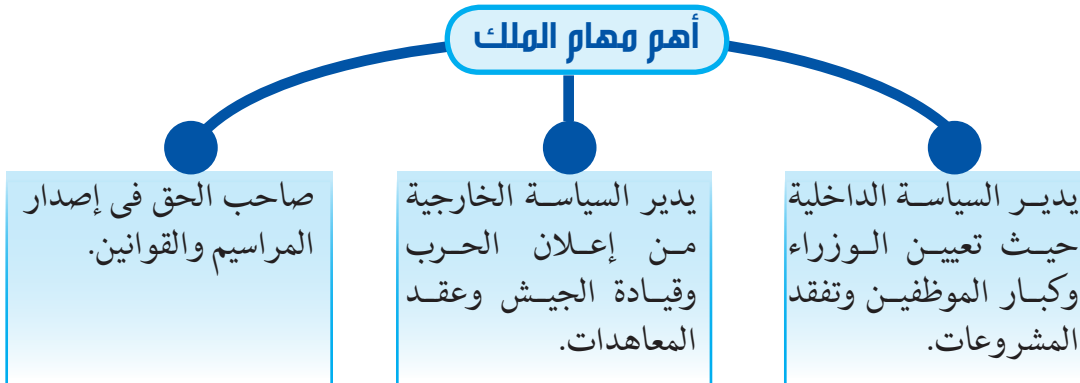 أهم مهام الملك
يدير السياسة الداخلية
حيث تعيين الوزراء
وكبار الموظفين وتفقد
المشروعات.
يدير السياسة الخارجية
من إعلان الحرب
وقيادة الجيش وعقد
المعاهدات.
صاحب الحق فى إصدار
المراسيم والقوانين.